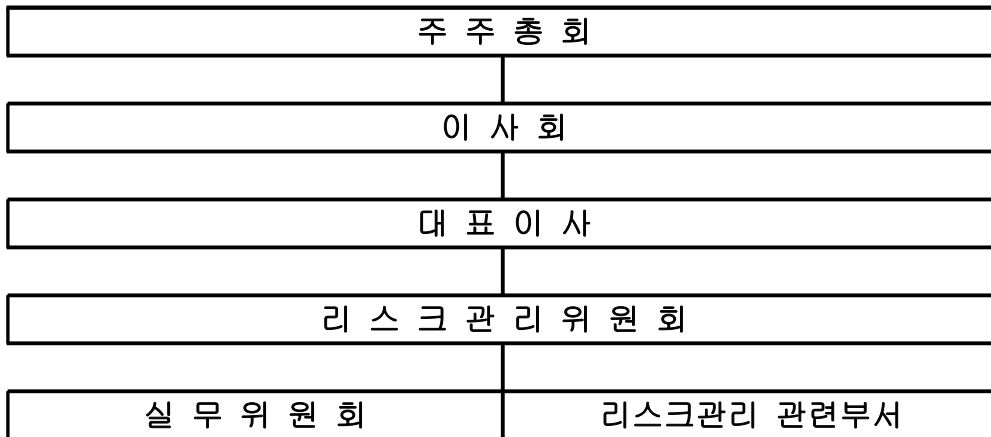 주 주 총 회
이 사 회
대 표 이 사
리 스 크 관 리 위 원 회
실 무 위 원 회 리스크관리 관련부서